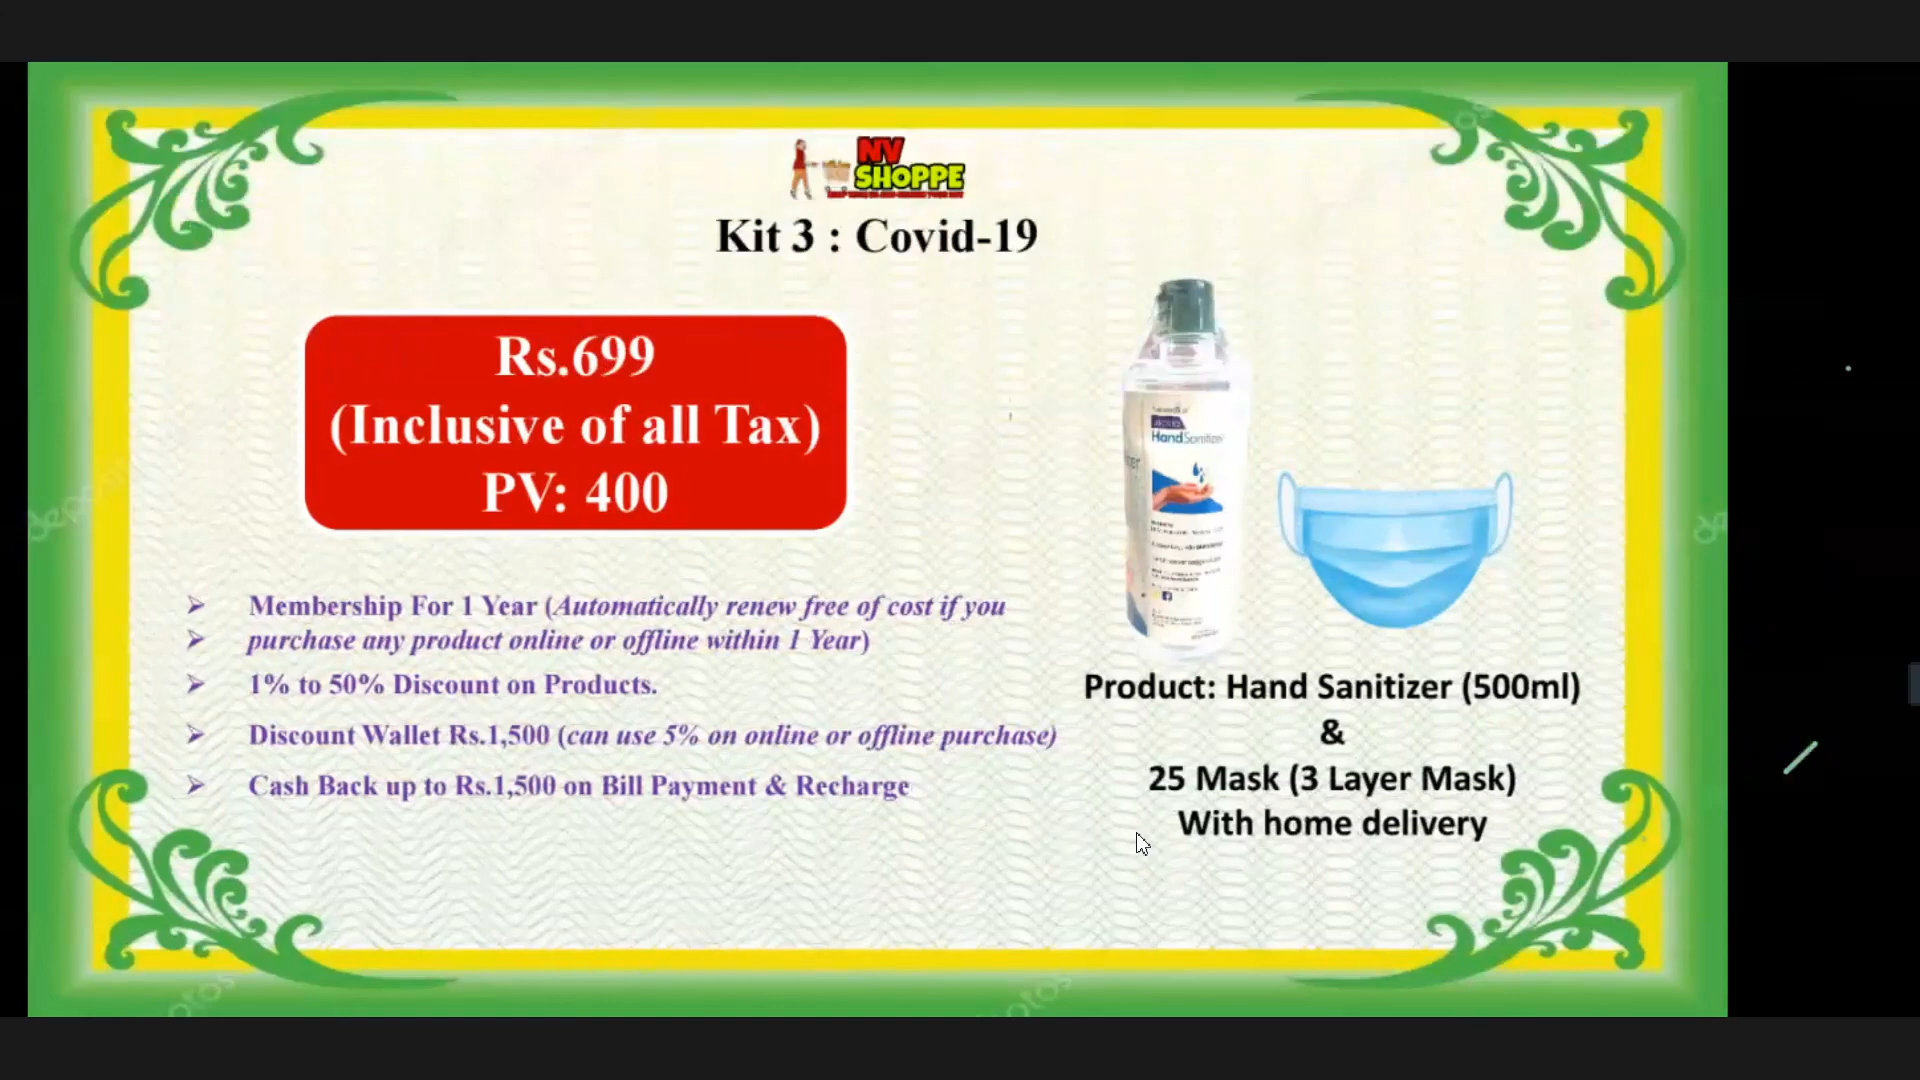 NV
SHOPPE
Kit 3 : Covid-19
Rs.699
(Inclusive of all Tax)
PV: 400
Membership For 1 Year (Automatically renew free of cost if you
purchase any product online or offline within 1 Year)
1% to 50% Discount on Products.
Discount Wallet Rs.1,500 (can use 5% on online or offline purchase)
Cash Back up to Rs.1,500 on Bill Payment & Recharge
Hand Sanitizer
Product: Hand Sanitizer (500ml)
&
25 Mask (3 Layer Mask)
With home delivery